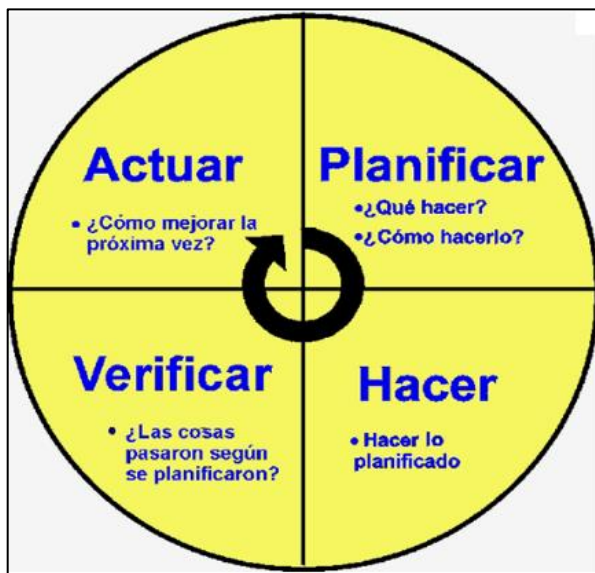 Actuar
• ¿Cómo mejorar la
próxima vez?
Planificar
•¿Qué hacer?
•¿Cómo hacerlo?
Verificar
• ¿Las cosas
pasaron según
se planificaron?
Hacer
• Hacer lo
planificado